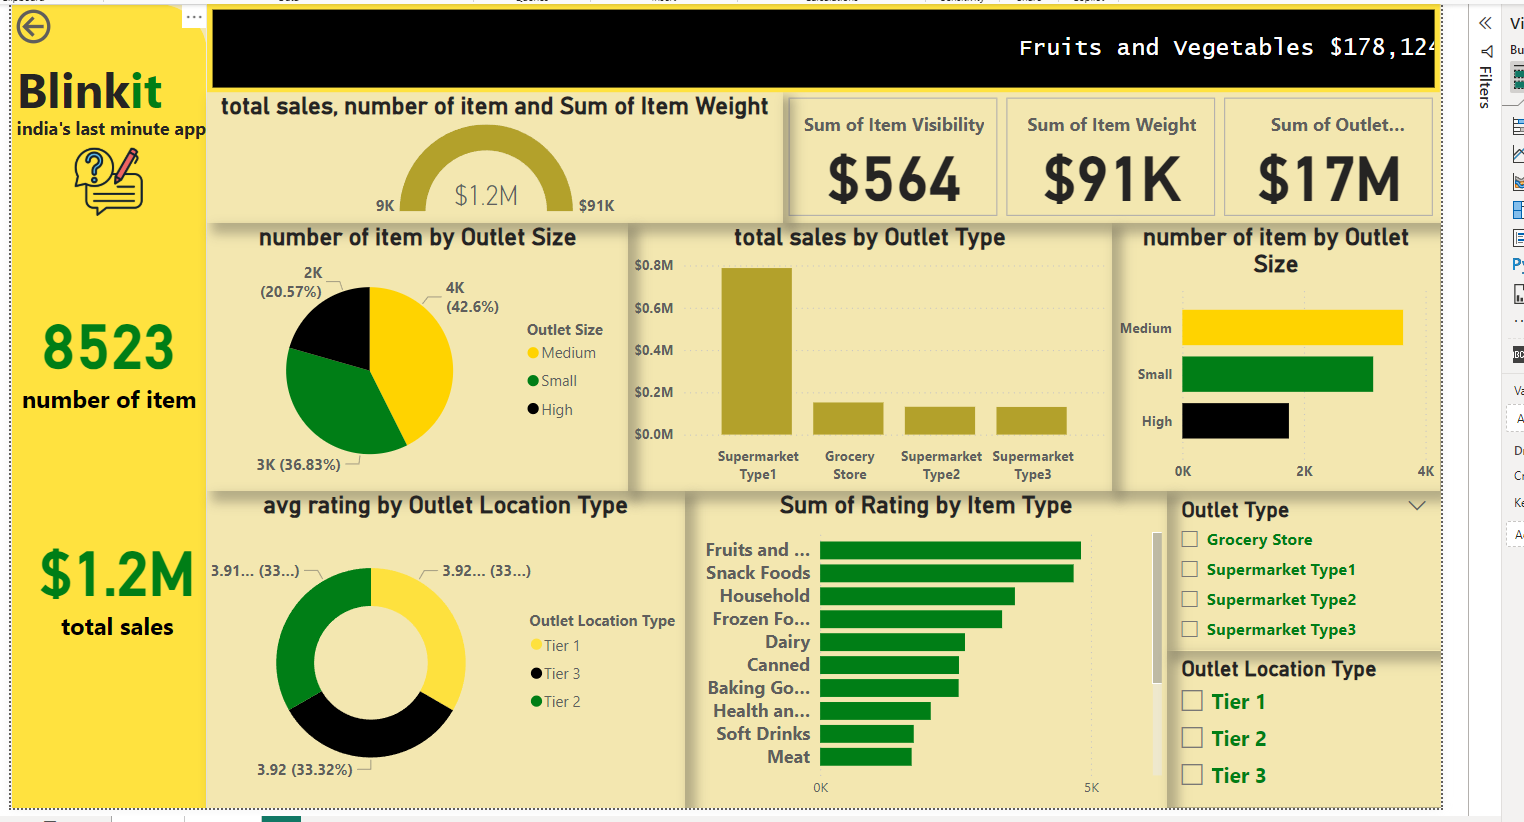 Blinkit
india's last minute app
8523
number of item
$1.2M
total sales
Fruits and Vegetables $178,124
total sales, number of item and Sum of Item Weight
$1.2M
9K
$91K
Sum of Item Visibility
$564
Sum of Item Weight
$91K
Sum of Outlet...
$17M
number of item by Outlet Size
2K
(20.57%)
4K
(42.6%)
3K (36.83%)
Outlet Size
Medium
Small
High
total sales by Outlet Type
$0.8M
$0.6M
$0.4M
$0.2M
$0.0M
Supermarket
Type1
Grocery
Store
Supermarket
Type2
Supermarket
Type3
number of item by Outlet
Size
Medium
Small
High
0K
2K
4K
avg rating by Outlet Location Type
3.91... (33...)
3.92... (33...)
3.92 (33.32%)
Outlet Location Type
Tier 1
Tier 3
Tier 2
Sum of Rating by Item Type
Fruits and ...
Snack Foods
Household
Frozen Fo...
Dairy
Canned
Baking Go...
Health an...
Soft Drinks
Meat
0K
5K
Outlet Type
Grocery Store
Supermarket Type1
Supermarket Type2
Supermarket Type3
Outlet Location Type
Tier 1
Tier 2
Tier 3
Filters